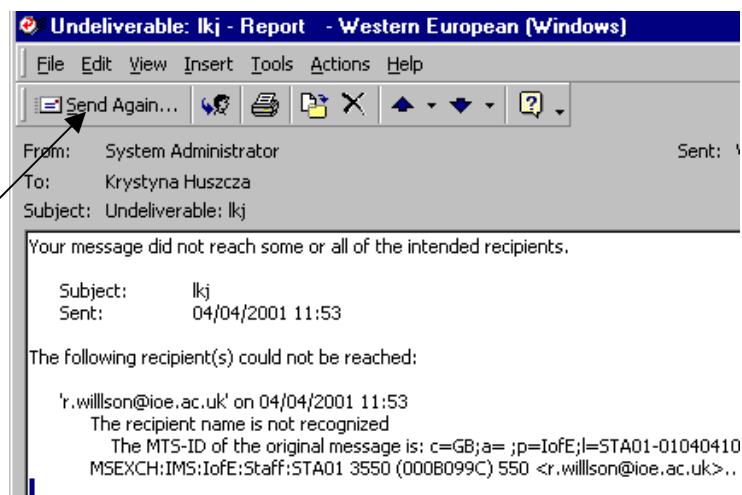 Undeliverable: lkj - Report - Western European (Windows)
File Edit View Insert Tools Actions Help
Send Again...
From: System Administrator Sent:
To: Krystyna Huszcza
Subject: Undeliverable: lkj
Your message did not reach some or all of the intended recipients.
Subject: lkj
Sent: 04/04/2001 11:53
The following recipient(s) could not be reached:
'r.willlson@ioe.ac.uk' on 04/04/2001 11:53
The recipient name is not recognized
The MTS-ID of the original message is: c=GB;a= ;p=IofE;l=STA01-01040410
MSEXCH:IMS:IofE:Staff:STA01 3550 (000B099C) 550 <r.willlson@ioe.ac.uk>...